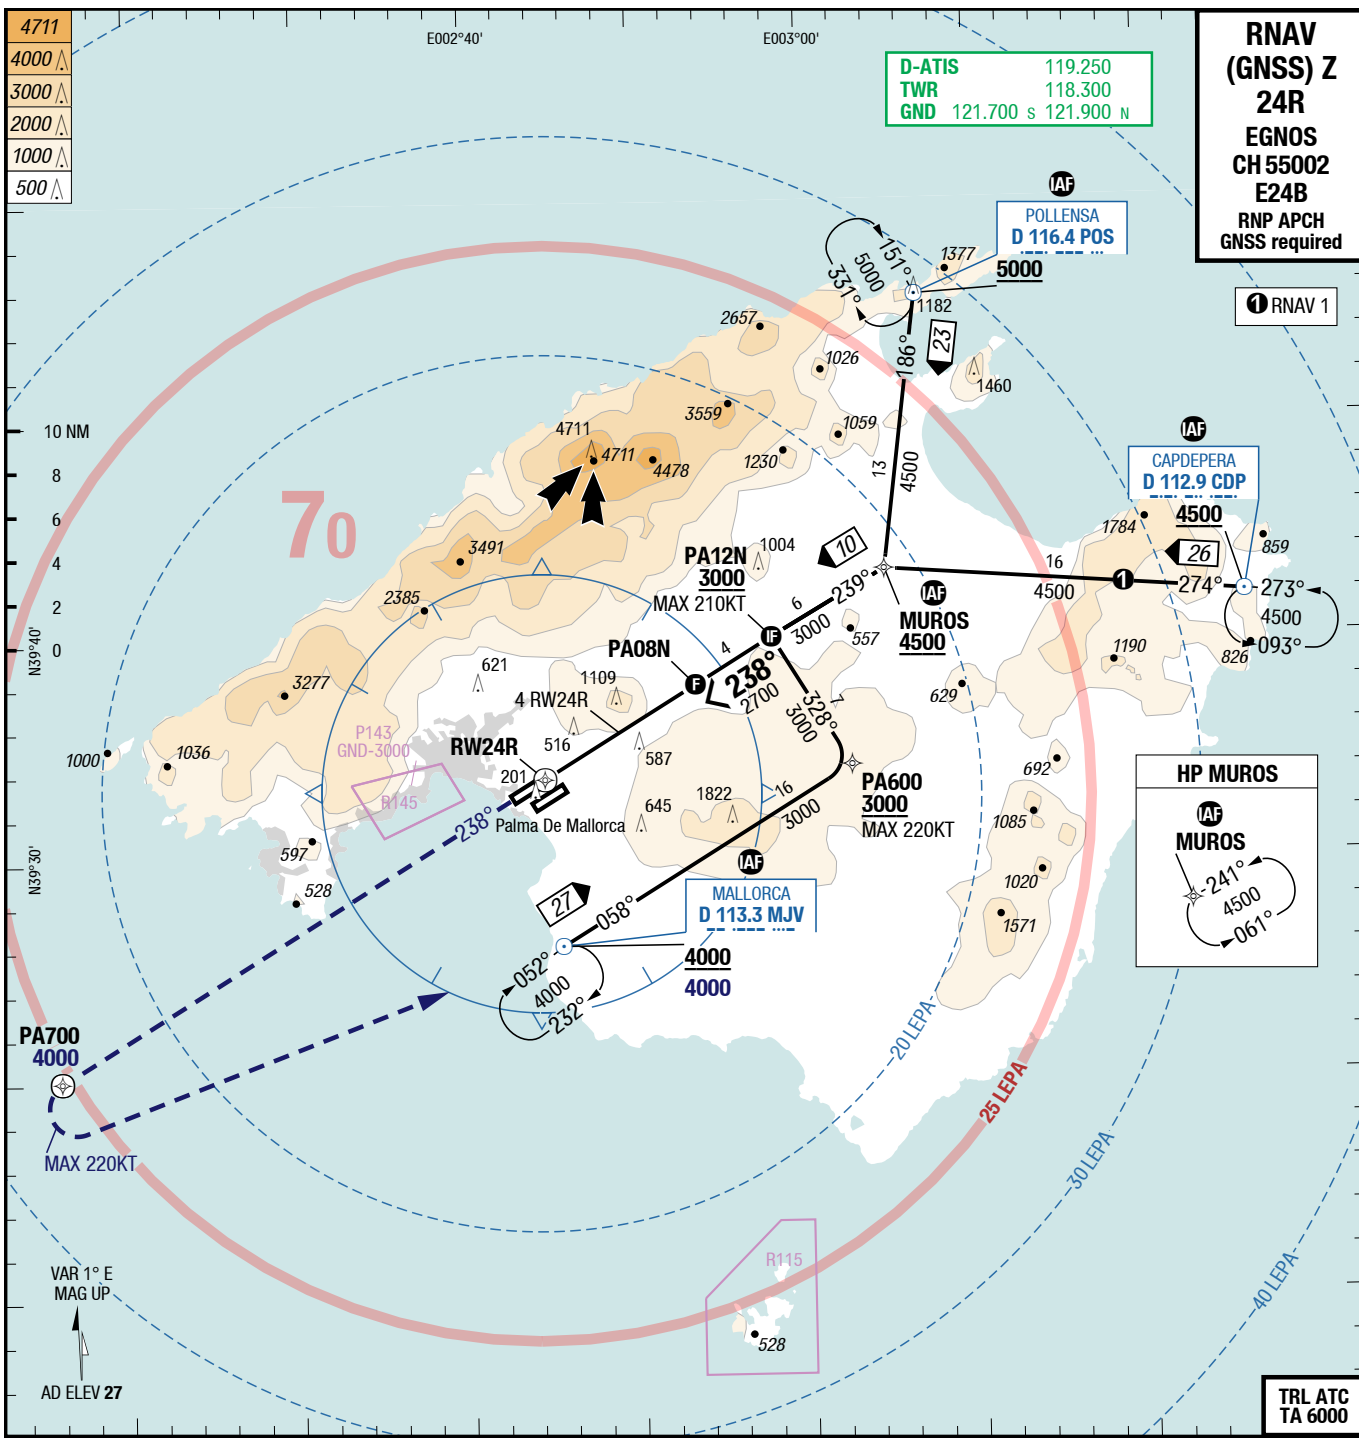 4711
4000
3000
2000
1000
500
E002°40'
E003°00'
D-ATIS 119.250
TWR 118.300
GND 121.700 S 121.900 N
RNAV
(GNSS) Z
24R
EGNOS
CH 55002
E24B
RNP APCH
GNSS required
1 RNAV 1
IAF
POLLENSA
D 116.4 POS
5000
151°
5000
331°
1377
1182
186°
23
1460
2657
1026
3559
1059
1230
13
4500
4711
4711
4478
10 NM
8
6
4
2
0
N39°40'
N39°30'
70
3491
2385
3277
1000
1036
IAF
CAPDEPERA
D 112.9 CDP
4500
1784
859
26
16
4500
1
274°
273°
4500
093°
826
1190
PA12N
3000
MAX 210KT
1004
10
239°
6
3000
IAF
MUROS
4500
557
629
IF
4
PA08N
F
238°
2700
328°
3000
7
621
1109
4 RW24R
516
587
RW24R
201
P143
GND-3000
R145
238°
Palma De Mallorca
645
1822
16
3000
PA600
3000
MAX 220KT
692
1085
1020
1571
597
528
27
058°
IAF
MALLORCA
D 113.3 MJV
4000
4000
052°
4000
232°
HP MUROS
IAF
MUROS
241°
4500
061°
PA700
4000
MAX 220KT
20 LEPA
25 LEPA
30 LEPA
40 LEPA
R115
528
VAR 1° E
MAG UP
AD ELEV 27
TRL ATC
TA 6000